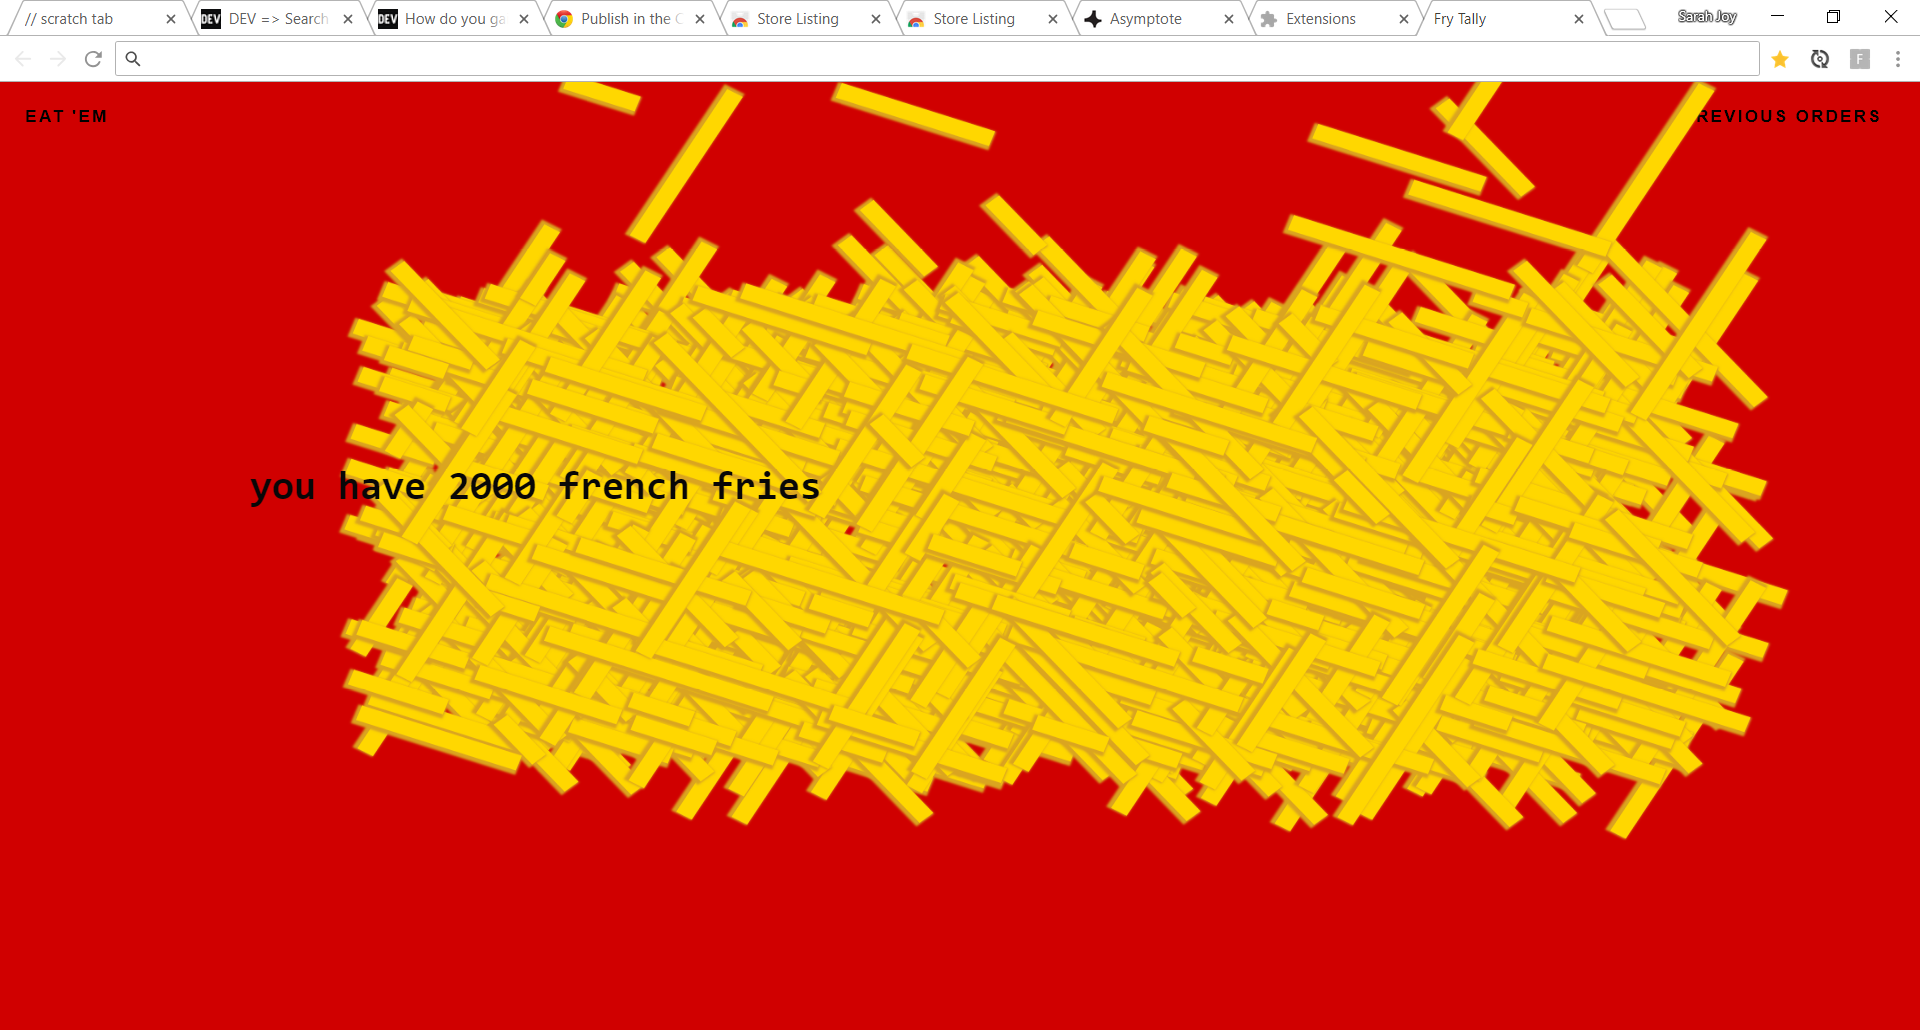 // scratch tab
DEV DEV => Search
DEV How do you ga
Publish in the C
Store Listing
Store Listing
Asymptote
Extensions
Fry Tally
Sarah Joy
F
EAT 'EM
REVIOUS ORDERS
you have 2000 french fries